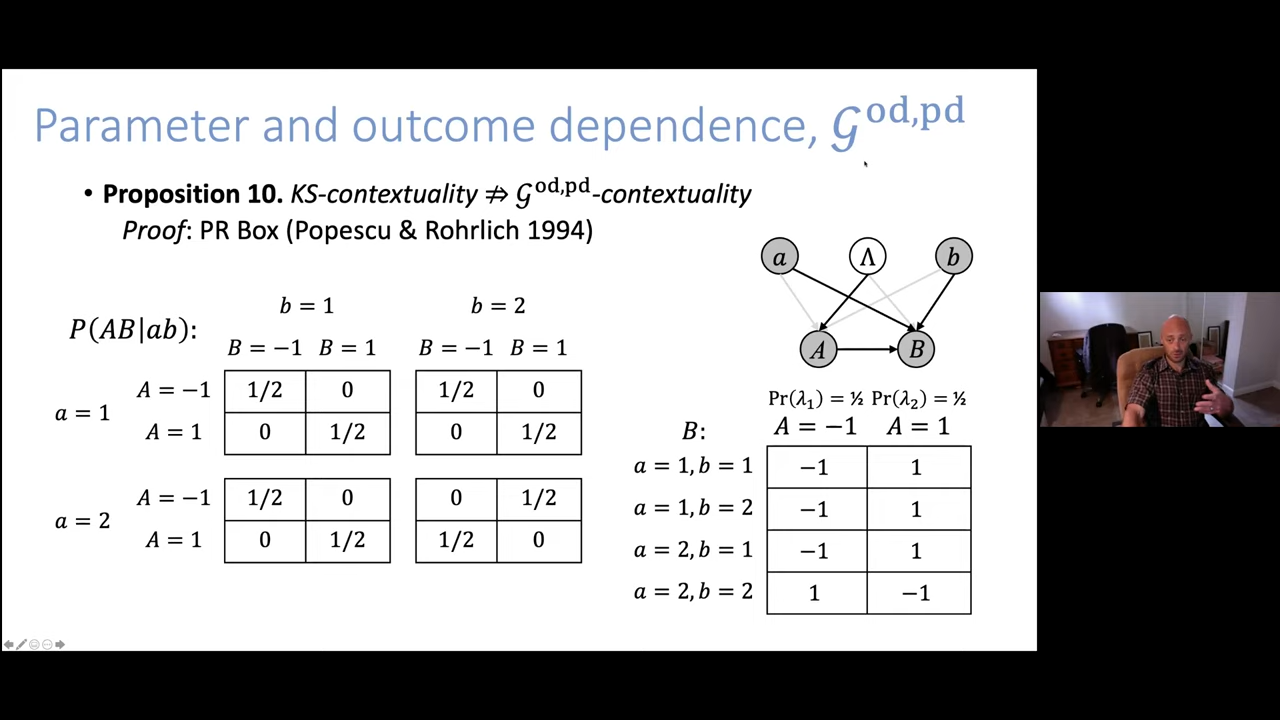 Parameter and outcome dependence, 𝒢^od,pd
• Proposition 10. KS-contextuality ⇏ 𝒢^od,pd-contextuality
Proof: PR Box (Popescu & Rohrlich 1994)
P(AB|ab):
b = 1 b = 2
B = −1 B = 1 B = −1 B = 1
a = 1
A = −1 1/2 0 1/2 0
A = 1 0 1/2 0 1/2
a = 2
A = −1 1/2 0 0 1/2
A = 1 0 1/2 1/2 0
a Λ b
A B
Pr(λ₁) = ½ Pr(λ₂) = ½
B: A = −1 A = 1
a = 1, b = 1 −1 1
a = 1, b = 2 −1 1
a = 2, b = 1 −1 1
a = 2, b = 2 1 −1